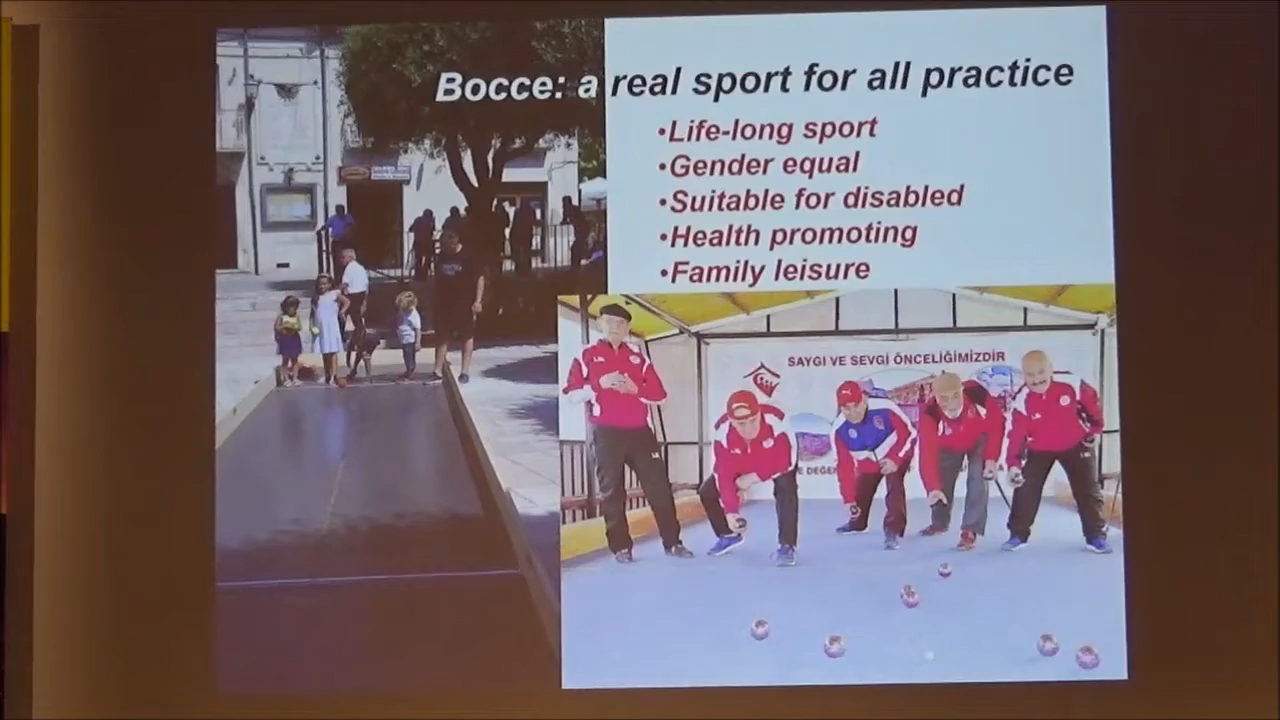 Bocce: a real sport for all practice
•Life-long sport
•Gender equal
•Suitable for disabled
•Health promoting
•Family leisure
SAYGI VE SEVGİ ÖNCELİĞİMİZDİR